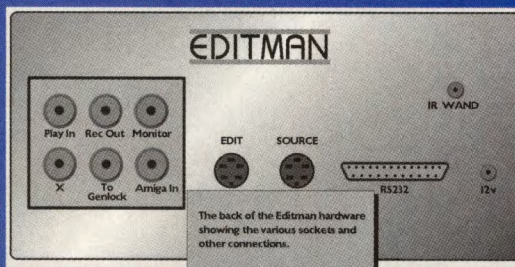 EDITMAN
IR WAND
Play In Rec Out Monitor
EDIT SOURCE
X To Genlock Amiga In
RS232 12v
The back of the Editman hardware
showing the various sockets and
other connections.